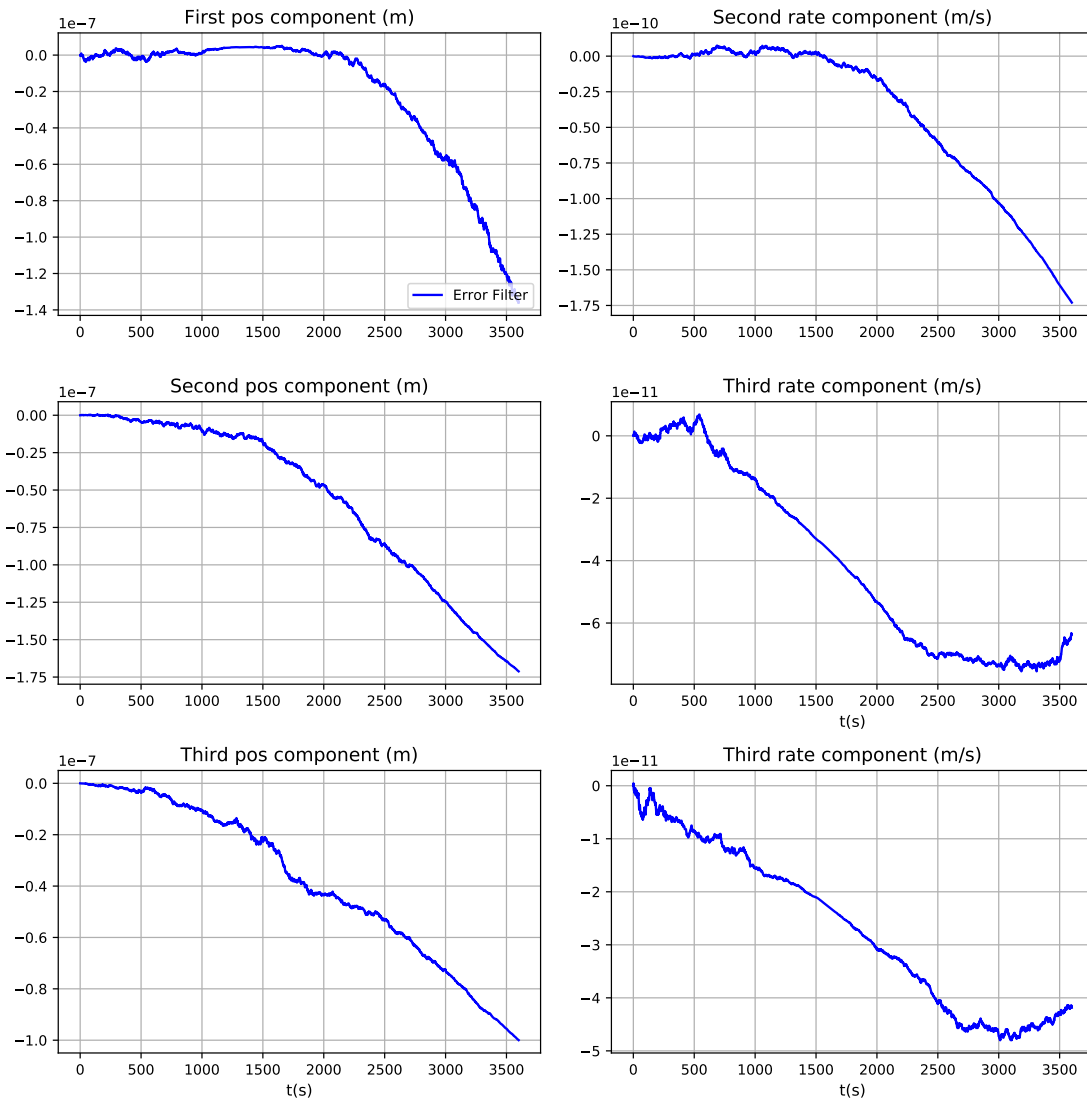 First pos component (m)
1e−7
0.0
−0.2
−0.4
−0.6
−0.8
−1.0
−1.2
−1.4
0 500 1000 1500 2000 2500 3000 3500
Error Filter
Second rate component (m/s)
1e−10
0.00
−0.25
−0.50
−0.75
−1.00
−1.25
−1.50
−1.75
0 500 1000 1500 2000 2500 3000 3500
Second pos component (m)
1e−7
0.00
−0.25
−0.50
−0.75
−1.00
−1.25
−1.50
−1.75
0 500 1000 1500 2000 2500 3000 3500
Third rate component (m/s)
1e−11
0
−2
−4
−6
0 500 1000 1500 2000 2500 3000 3500
t(s)
Third pos component (m)
1e−7
0.0
−0.2
−0.4
−0.6
−0.8
−1.0
0 500 1000 1500 2000 2500 3000 3500
t(s)
Third rate component (m/s)
1e−11
0
−1
−2
−3
−4
−5
0 500 1000 1500 2000 2500 3000 3500
t(s)